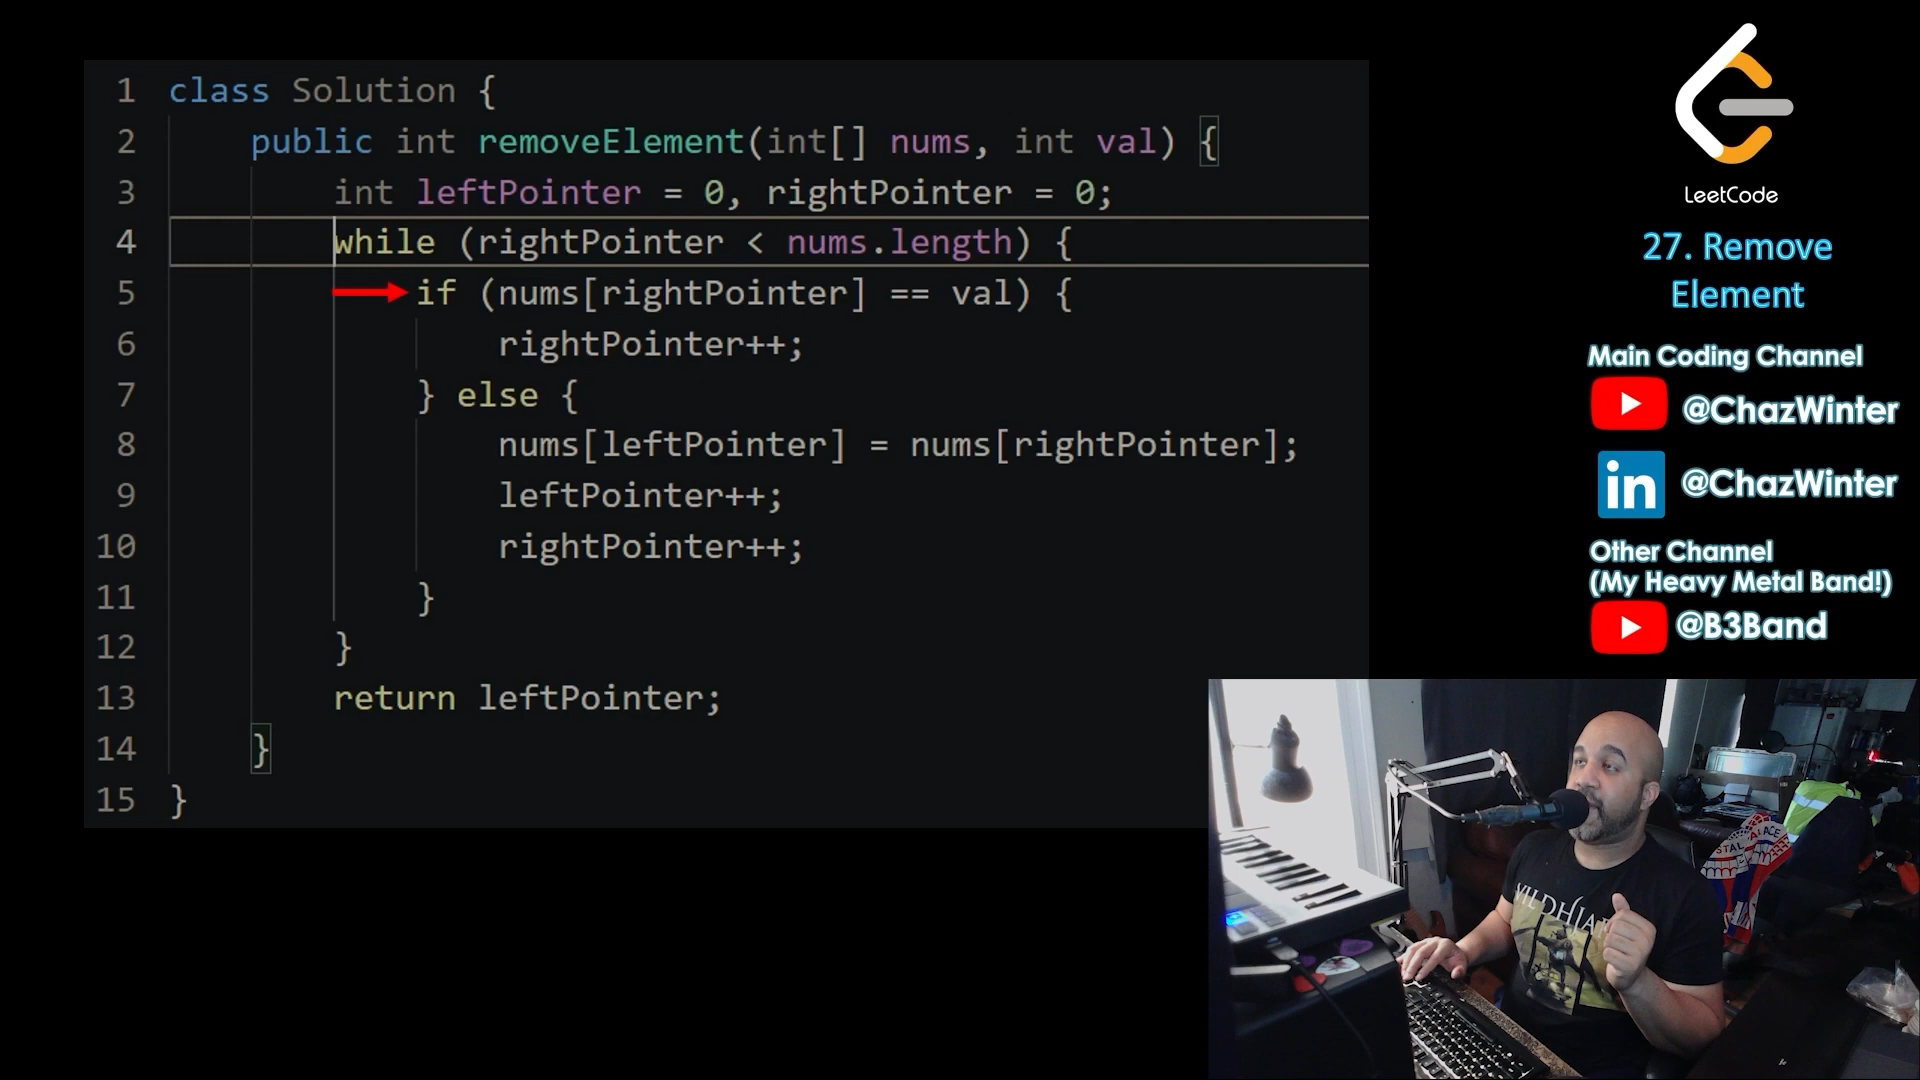 1 class Solution {
2 public int removeElement(int[] nums, int val) {
3 int leftPointer = 0, rightPointer = 0;
4 while (rightPointer < nums.length) {
5 if (nums[rightPointer] == val) {
6 rightPointer++;
7 } else {
8 nums[leftPointer] = nums[rightPointer];
9 leftPointer++;
10 rightPointer++;
11 }
12 }
13 return leftPointer;
14 }
15 }
LeetCode
27. Remove
Element
Main Coding Channel
@ChazWinter
in @ChazWinter
Other Channel
(My Heavy Metal Band!)
@B3Band